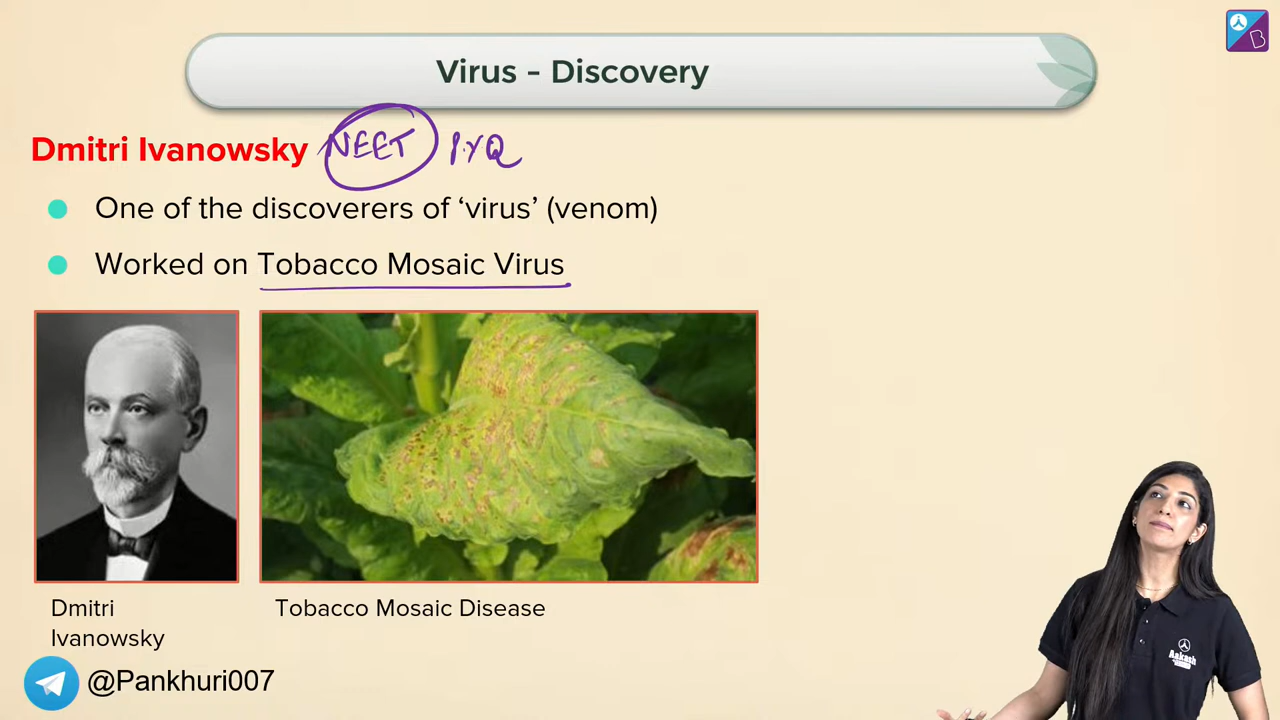 Virus - Discovery
B
Dmitri Ivanowsky NEET PYQ
One of the discoverers of ‘virus’ (venom)
Worked on Tobacco Mosaic Virus
Dmitri
Ivanowsky
Tobacco Mosaic Disease
@Pankhuri007
Aakash